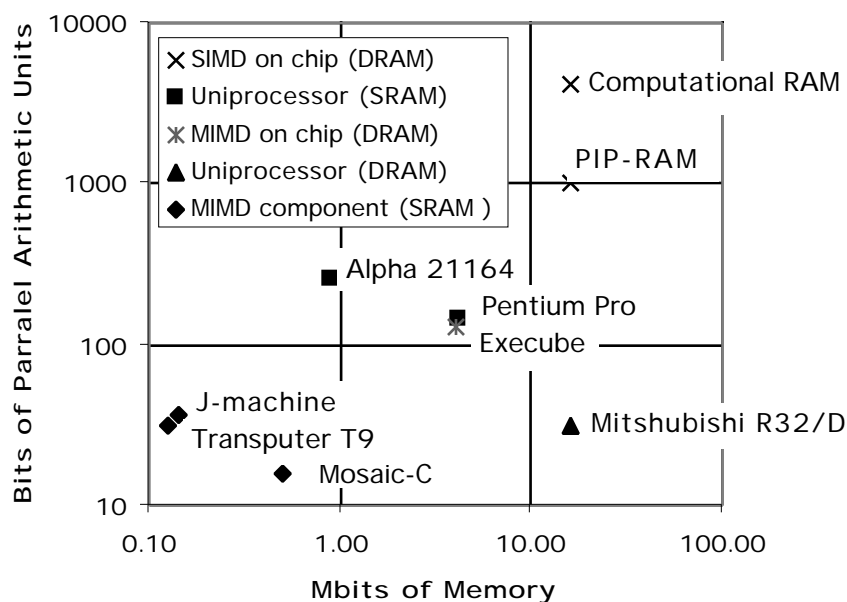 Bits of Parralel Arithmetic Units
10000
1000
100
10
SIMD on chip (DRAM)
Uniprocessor (SRAM)
MIMD on chip (DRAM)
Uniprocessor (DRAM)
MIMD component (SRAM )
Computational RAM
PIP-RAM
Alpha 21164
Pentium Pro
Execube
J-machine
Transputer T9
Mitshubishi R32/D
Mosaic-C
0.10 1.00 10.00 100.00
Mbits of Memory